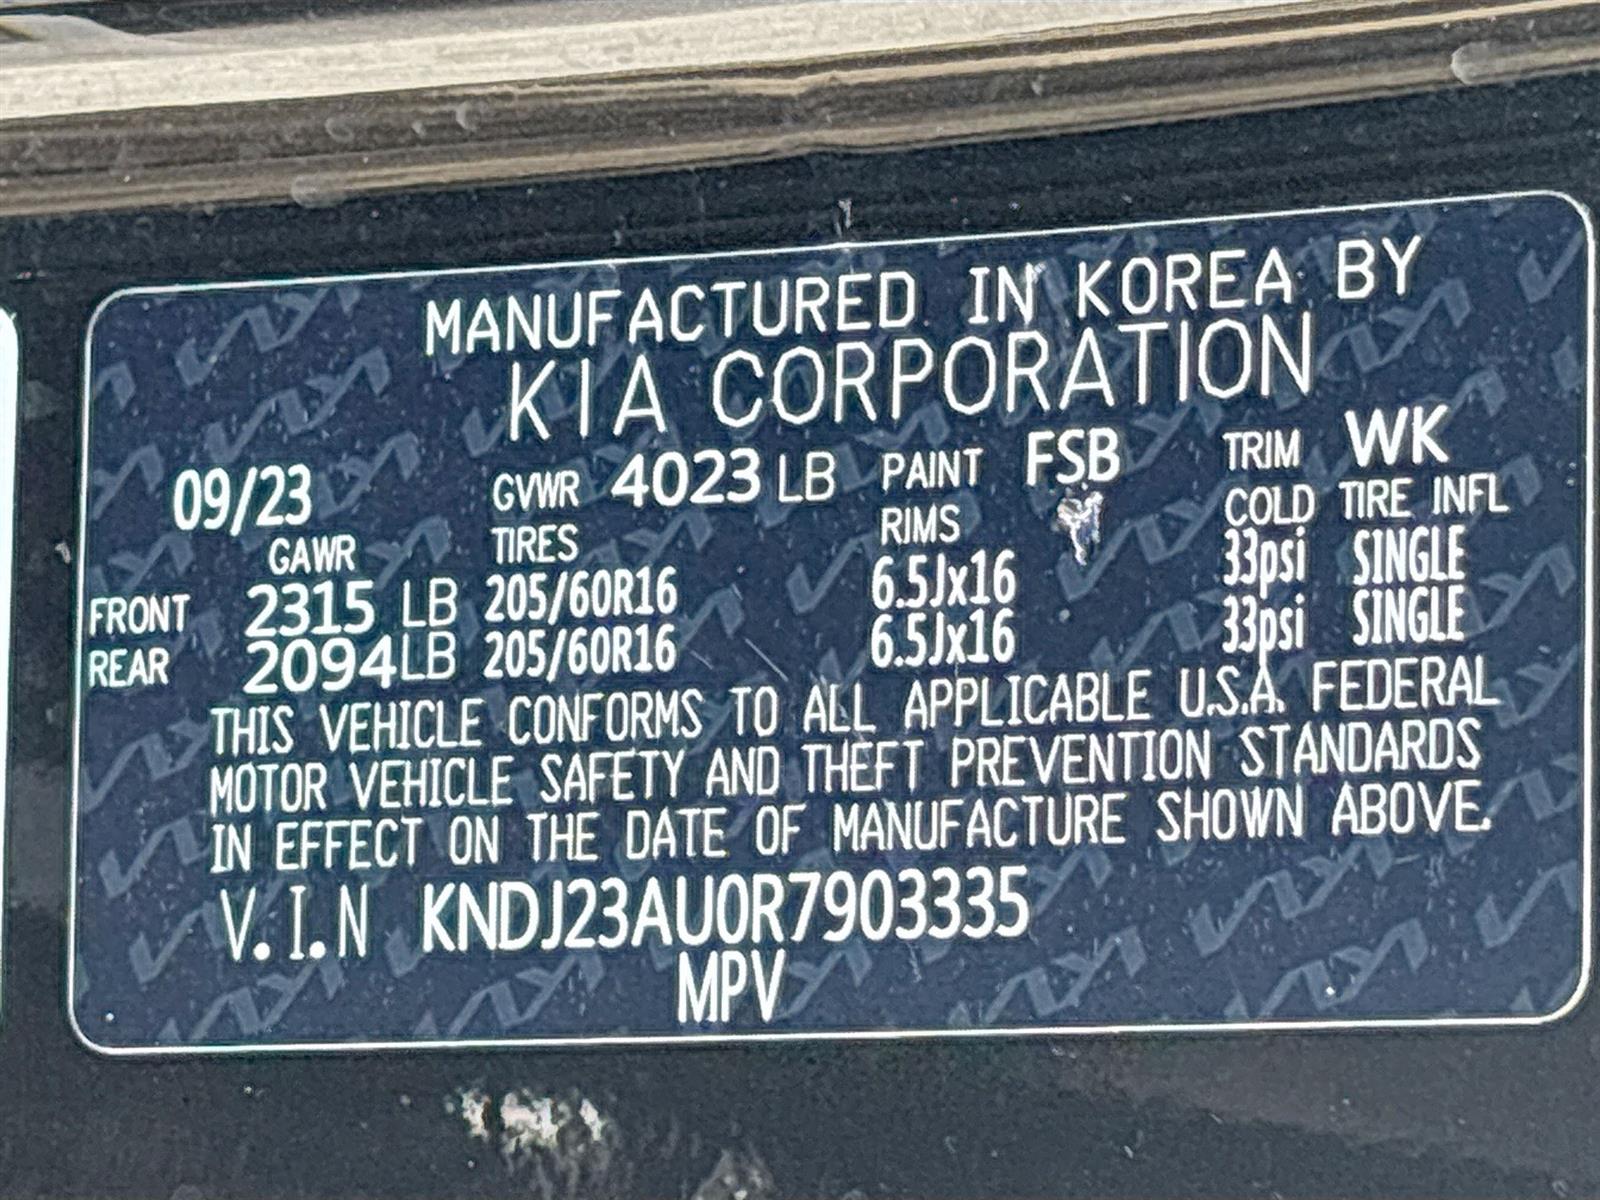 MANUFACTURED IN KOREA BY
KIA CORPORATION
09/23 GVWR 4023 LB PAINT FSB TRIM WK
GAWR TIRES RIMS COLD TIRE INFL
FRONT 2315 LB 205/60R16 6.5Jx16 33psi SINGLE
REAR 2094 LB 205/60R16 6.5Jx16 33psi SINGLE
THIS VEHICLE CONFORMS TO ALL APPLICABLE U.S.A. FEDERAL
MOTOR VEHICLE SAFETY AND THEFT PREVENTION STANDARDS
IN EFFECT ON THE DATE OF MANUFACTURE SHOWN ABOVE.
V.I.N KNDJ23AU0R7903335
MPV